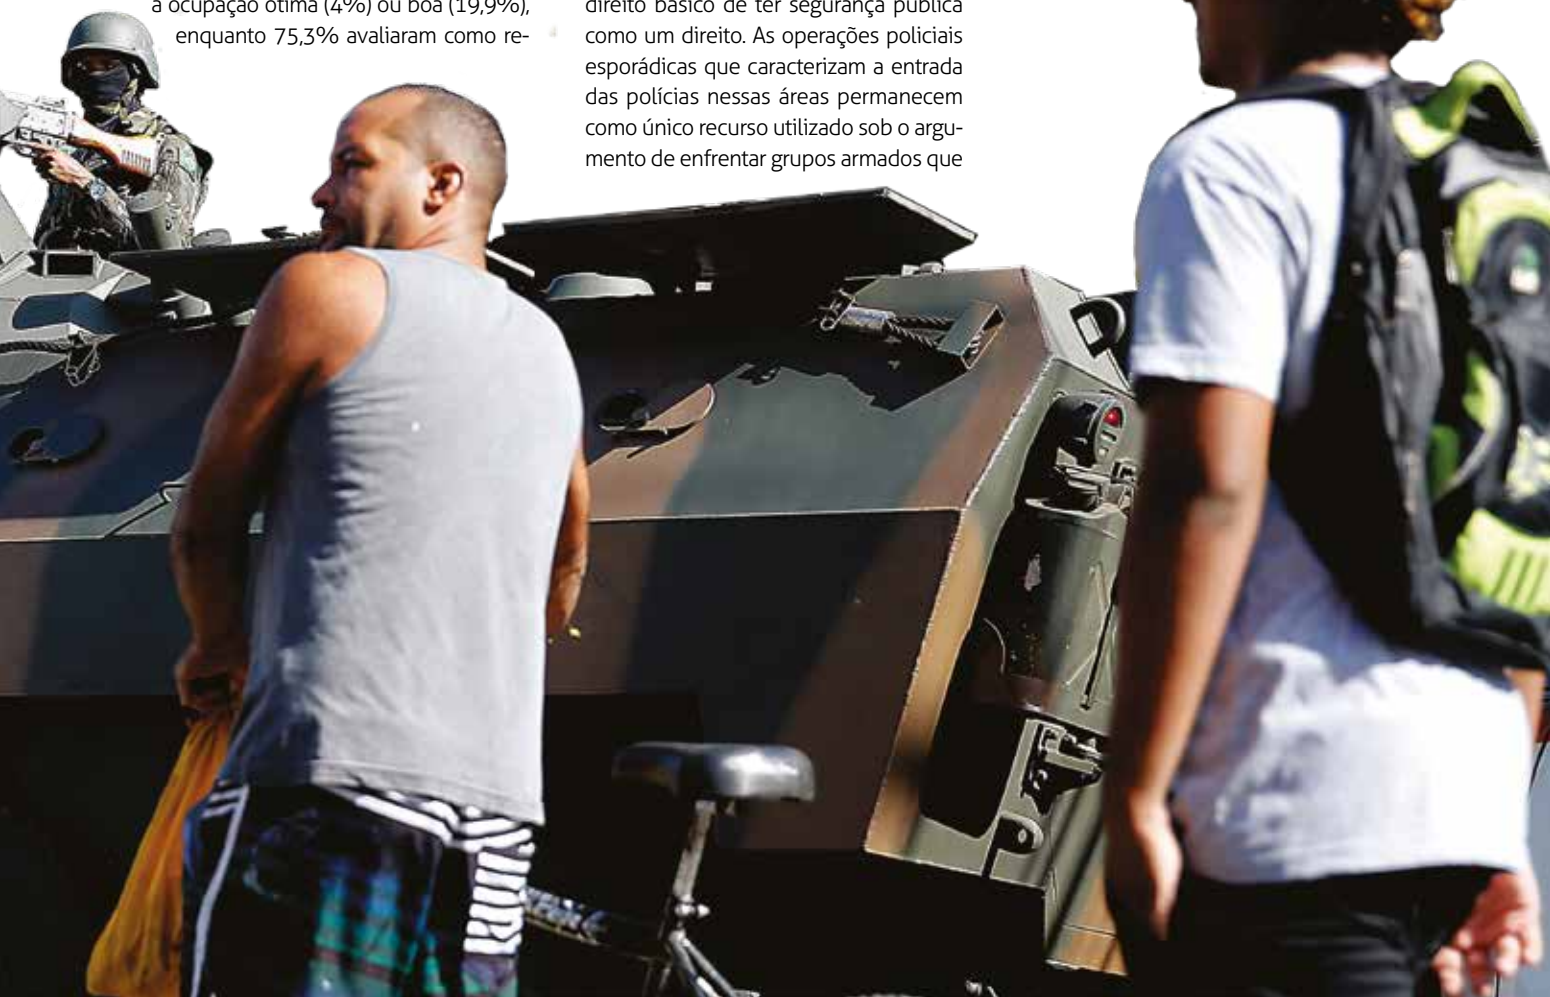 a ocupação ótima (4%) ou boa (19,9%),
enquanto 75,3% avaliaram como re-
direito básico de ter segurança pública
como um direito. As operações policiais
esporádicas que caracterizam a entrada
das polícias nessas áreas permanecem
como único recurso utilizado sob o argu-
mento de enfrentar grupos armados que